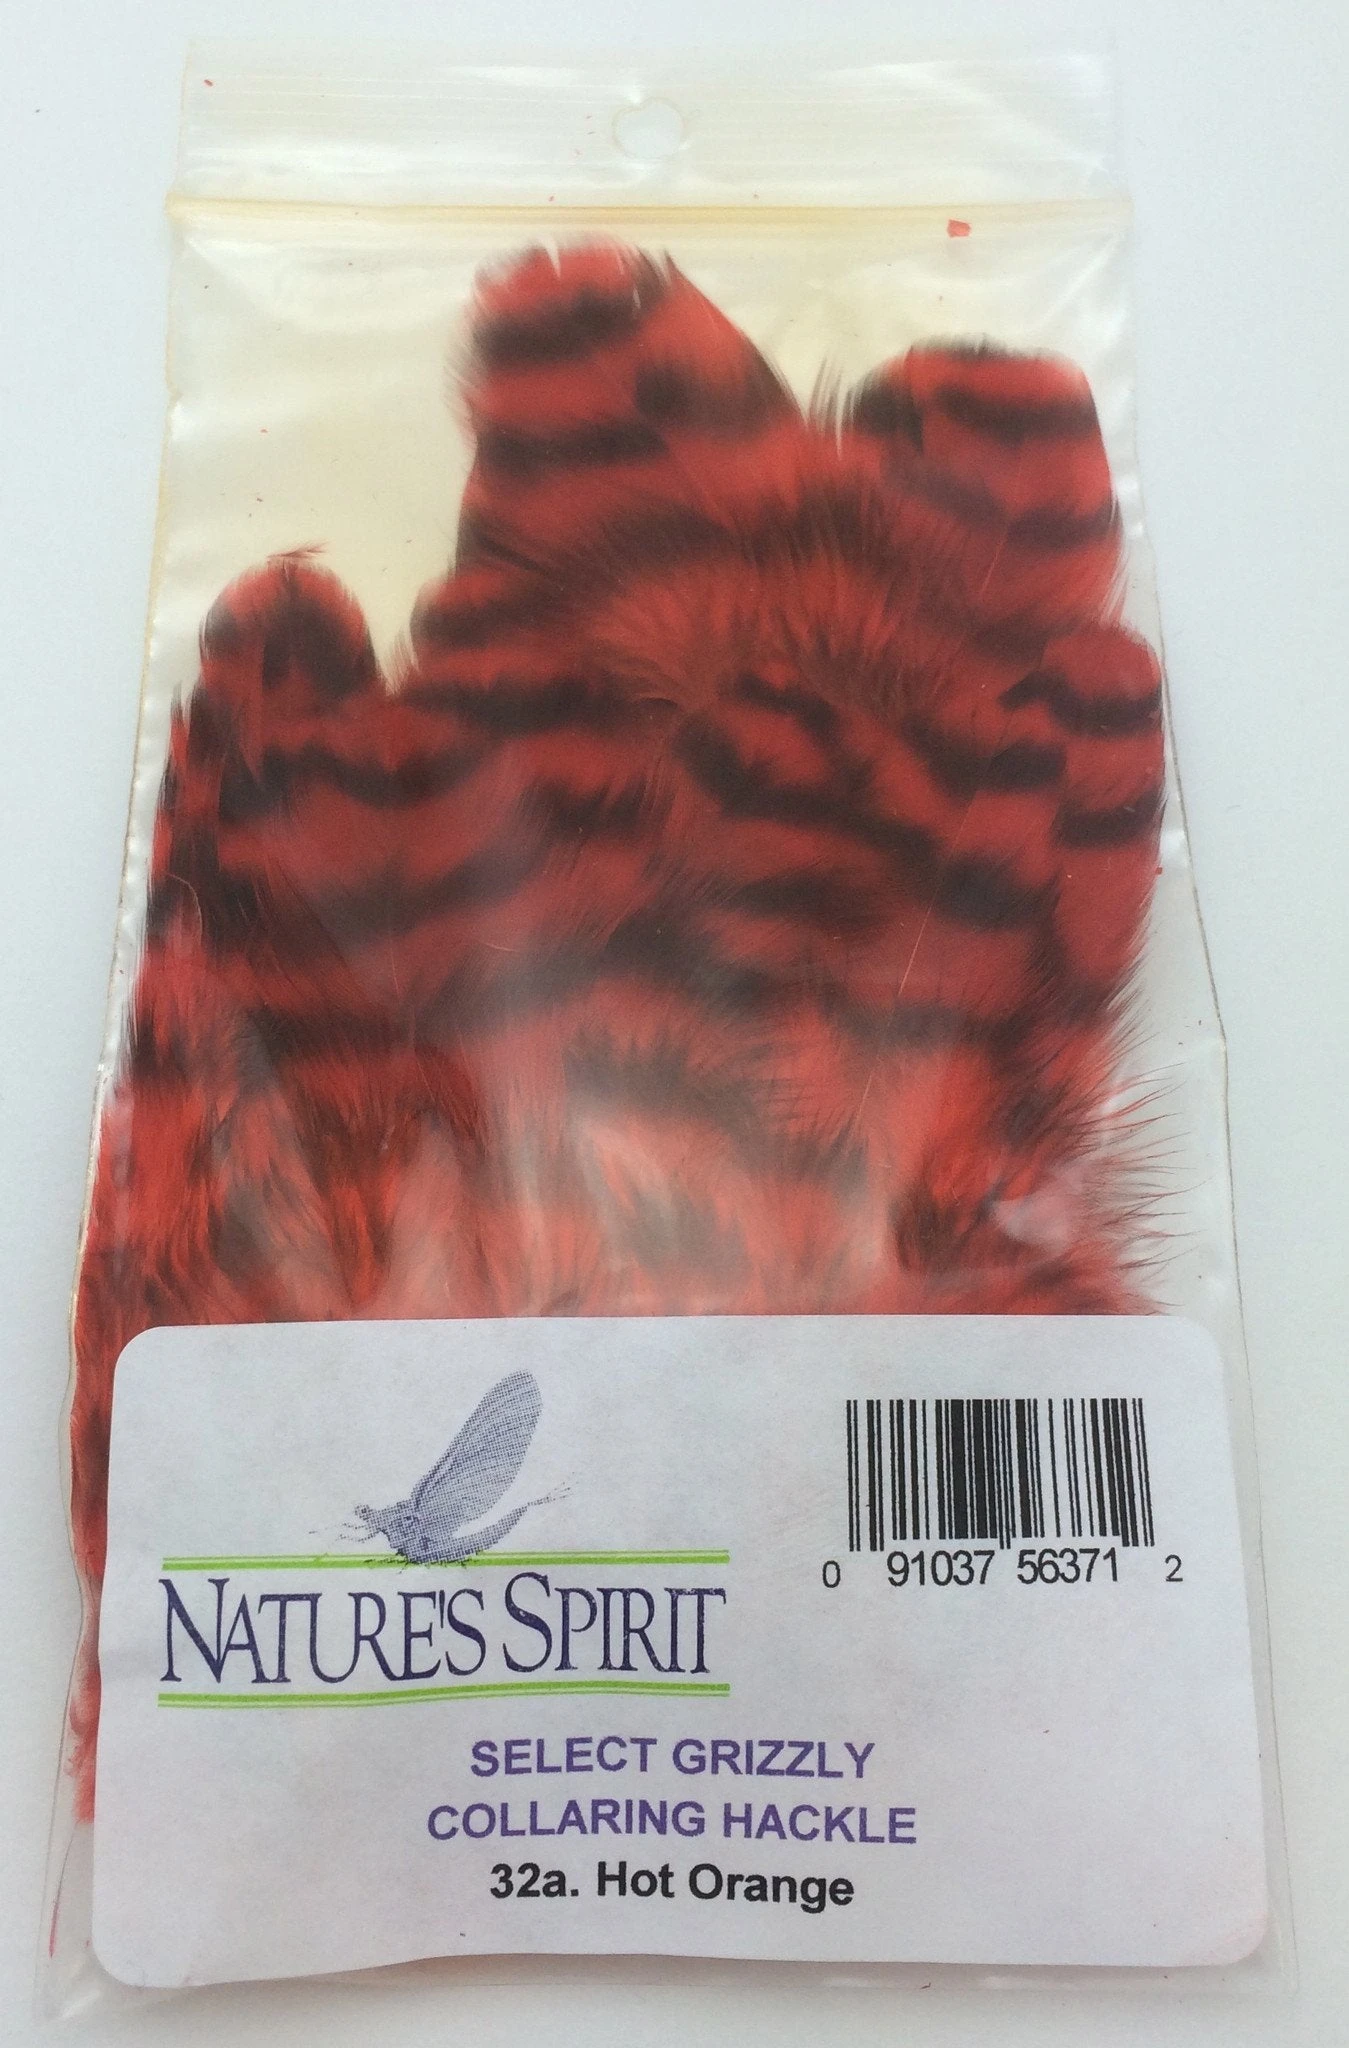 NATURE'S SPIRIT
0 91037 56371 2
SELECT GRIZZLY
COLLARING HACKLE
32a. Hot Orange